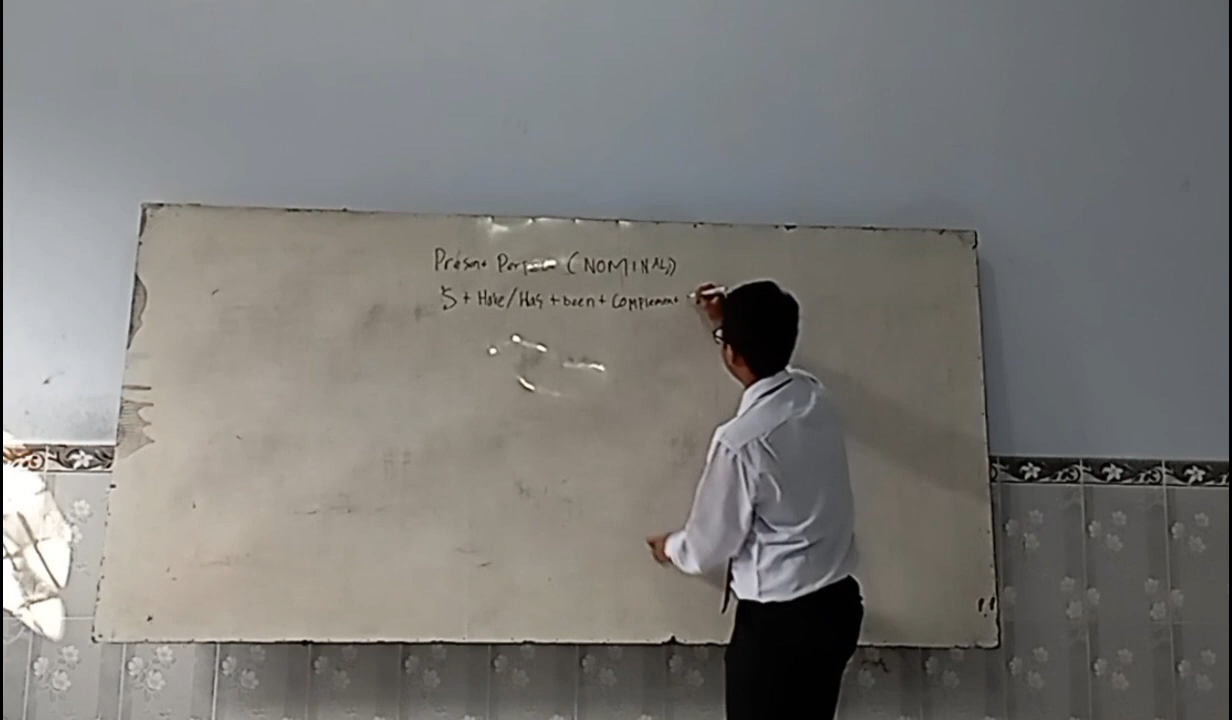 Present Perfect (NOMINAL)
S + Have/Has + been + Complement